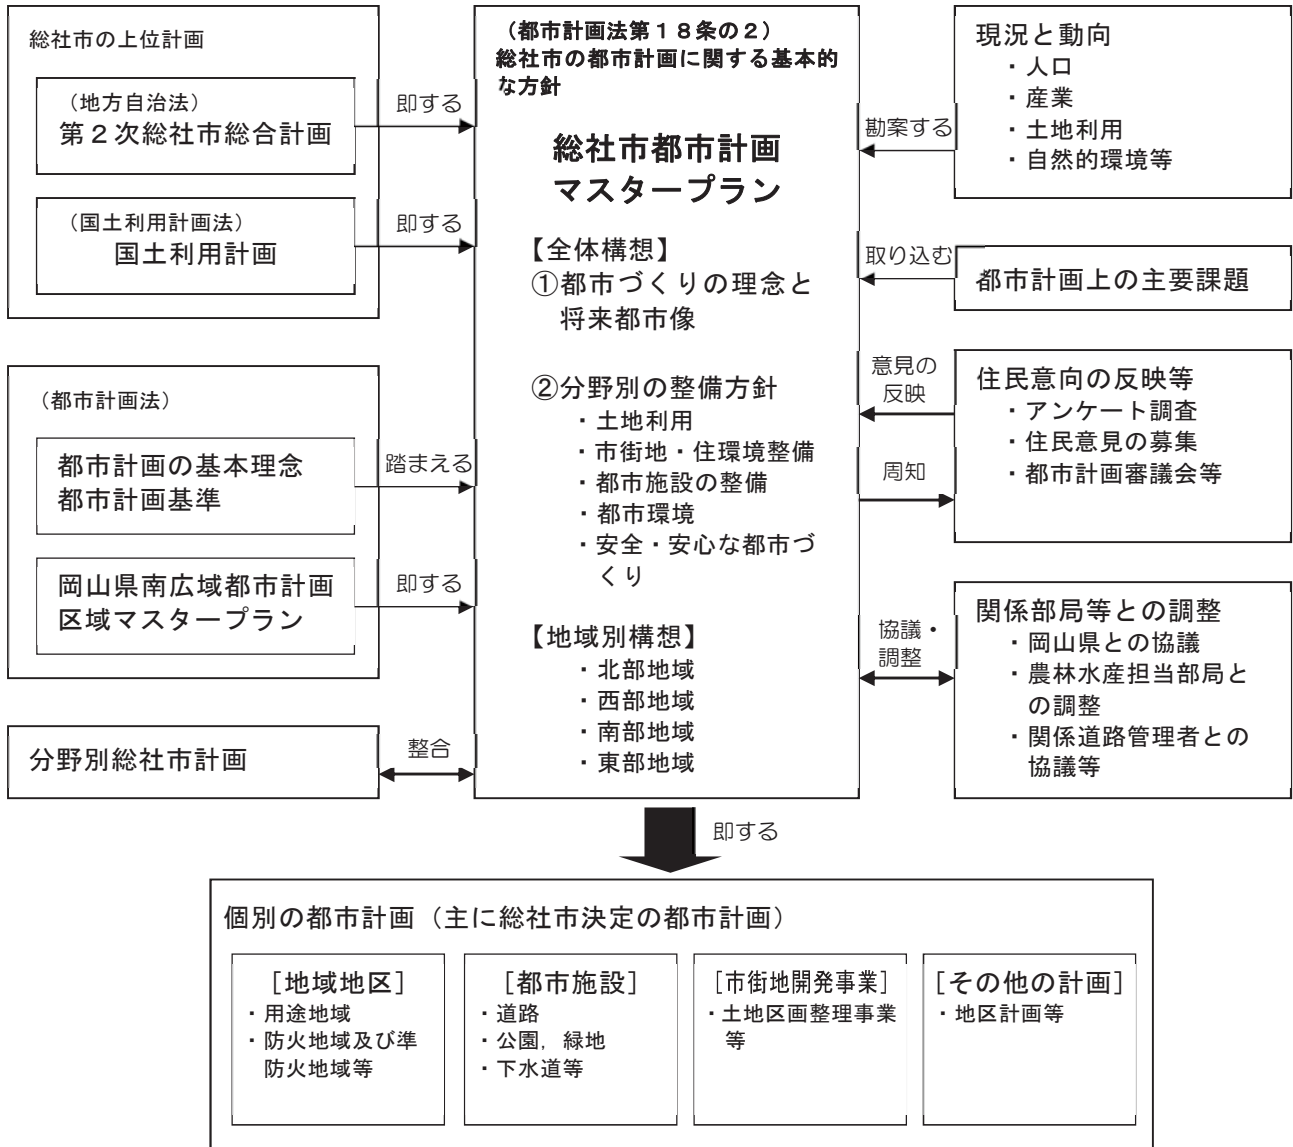 総社市の上位計画
（地方自治法）
第２次総社市総合計画
即する
（国土利用計画法）
国土利用計画
即する
（都市計画法）
都市計画の基本理念
都市計画基準
踏まえる
岡山県南広域都市計画
区域マスタープラン
即する
分野別総社市計画
整合
（都市計画法第１８条の２）
総社市の都市計画に関する基本的
な方針
総社市都市計画
マスタープラン
【全体構想】
①都市づくりの理念と
将来都市像
②分野別の整備方針
・土地利用
・市街地・住環境整備
・都市施設の整備
・都市環境
・安全・安心な都市づ
くり
【地域別構想】
・北部地域
・西部地域
・南部地域
・東部地域
勘案する
現況と動向
・人口
・産業
・土地利用
・自然的環境等
取り込む
都市計画上の主要課題
意見の
反映
周知
住民意向の反映等
・アンケート調査
・住民意見の募集
・都市計画審議会等
協議・
調整
関係部局等との調整
・岡山県との協議
・農林水産担当部局と
の調整
・関係道路管理者との
協議等
即する
個別の都市計画（主に総社市決定の都市計画）
［地域地区］
・用途地域
・防火地域及び準
防火地域等
［都市施設］
・道路
・公園，緑地
・下水道等
［市街地開発事業］
・土地区画整理事業
等
［その他の計画］
・地区計画等